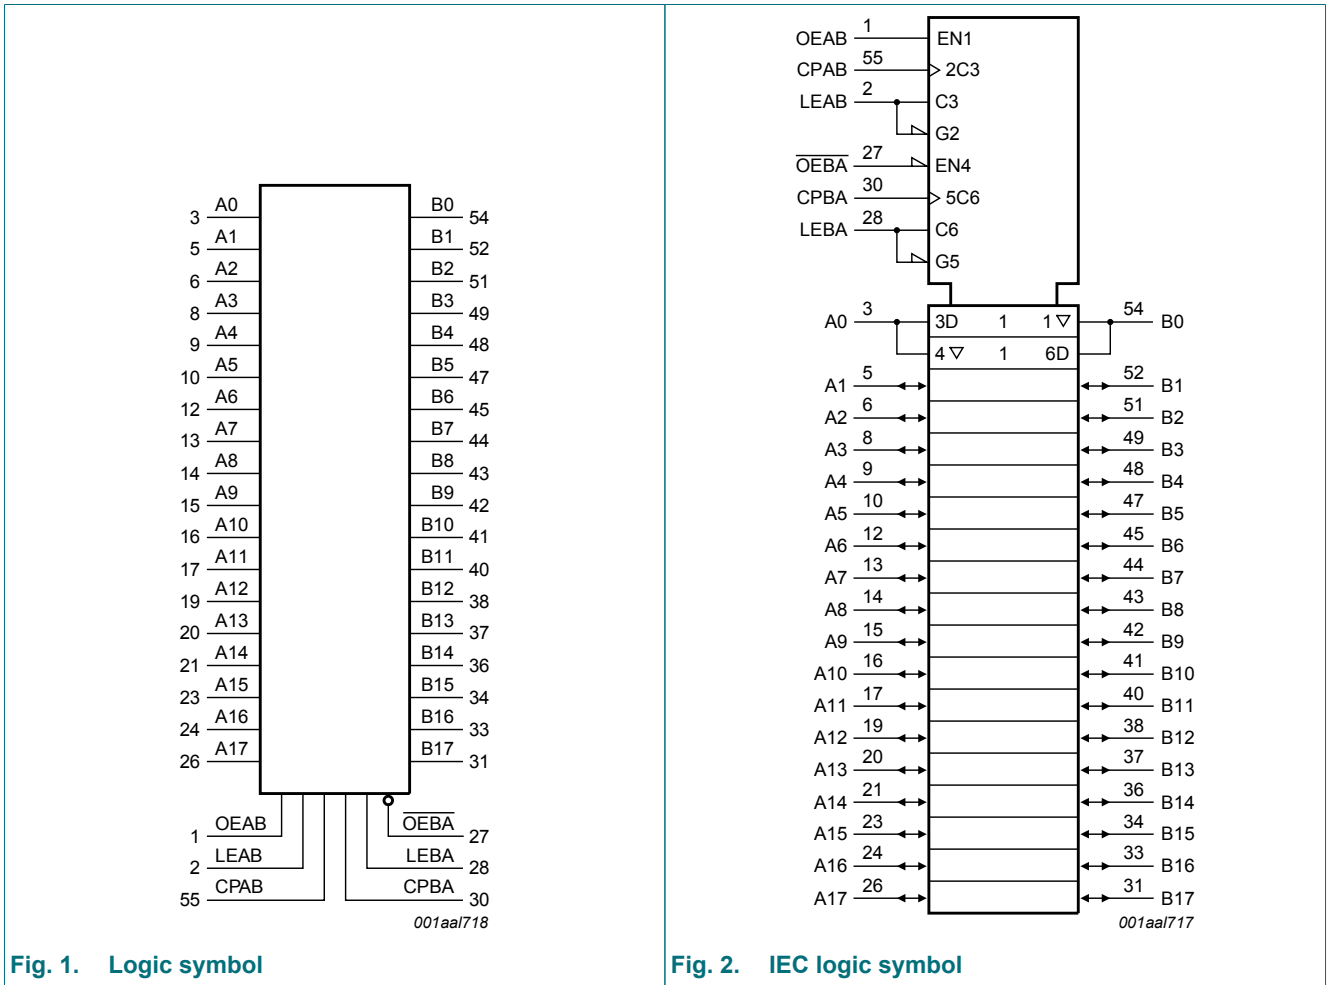 A0
3
B0
54
A1
5
B1
52
A2
6
B2
51
A3
8
B3
49
A4
9
B4
48
A5
10
B5
47
A6
12
B6
45
A7
13
B7
44
A8
14
B8
43
A9
15
B9
42
A10
16
B10
41
A11
17
B11
40
A12
19
B12
38
A13
20
B13
37
A14
21
B14
36
A15
23
B15
34
A16
24
B16
33
A17
26
B17
31
OEAB
1
OEBA
27
LEAB
2
LEBA
28
CPAB
55
CPBA
30
001aal718
Fig. 1. Logic symbol
OEAB 1 EN1
CPAB 55 2C3
LEAB 2 C3
G2
OEBA 27 EN4
CPBA 30 5C6
LEBA 28 C6
G5
A0 3 3D 1 1 ▽ 54 B0
4 ▽ 1 6D
A1 5 52 B1
A2 6 51 B2
A3 8 49 B3
A4 9 48 B4
A5 10 47 B5
A6 12 45 B6
A7 13 44 B7
A8 14 43 B8
A9 15 42 B9
A10 16 41 B10
A11 17 40 B11
A12 19 38 B12
A13 20 37 B13
A14 21 36 B14
A15 23 34 B15
A16 24 33 B16
A17 26 31 B17
001aal717
Fig. 2. IEC logic symbol